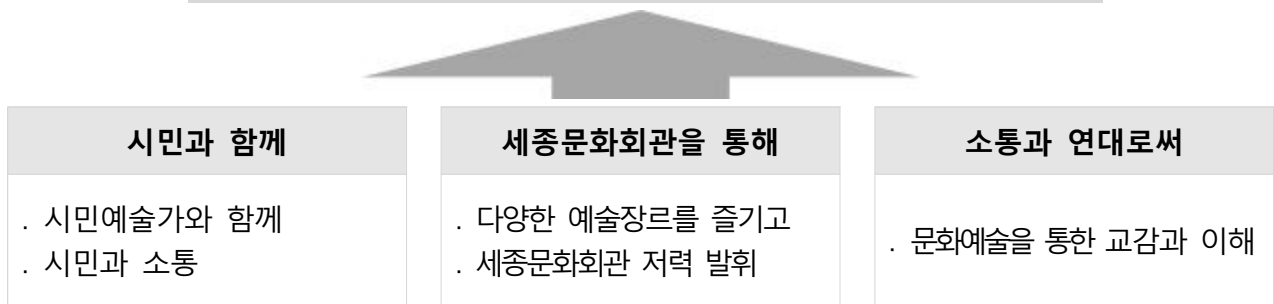 시민과 함께
. 시민예술가와 함께
. 시민과 소통
세종문화회관을 통해
. 다양한 예술장르를 즐기고
. 세종문화회관 저력 발휘
소통과 연대로써
. 문화예술을 통한 교감과 이해